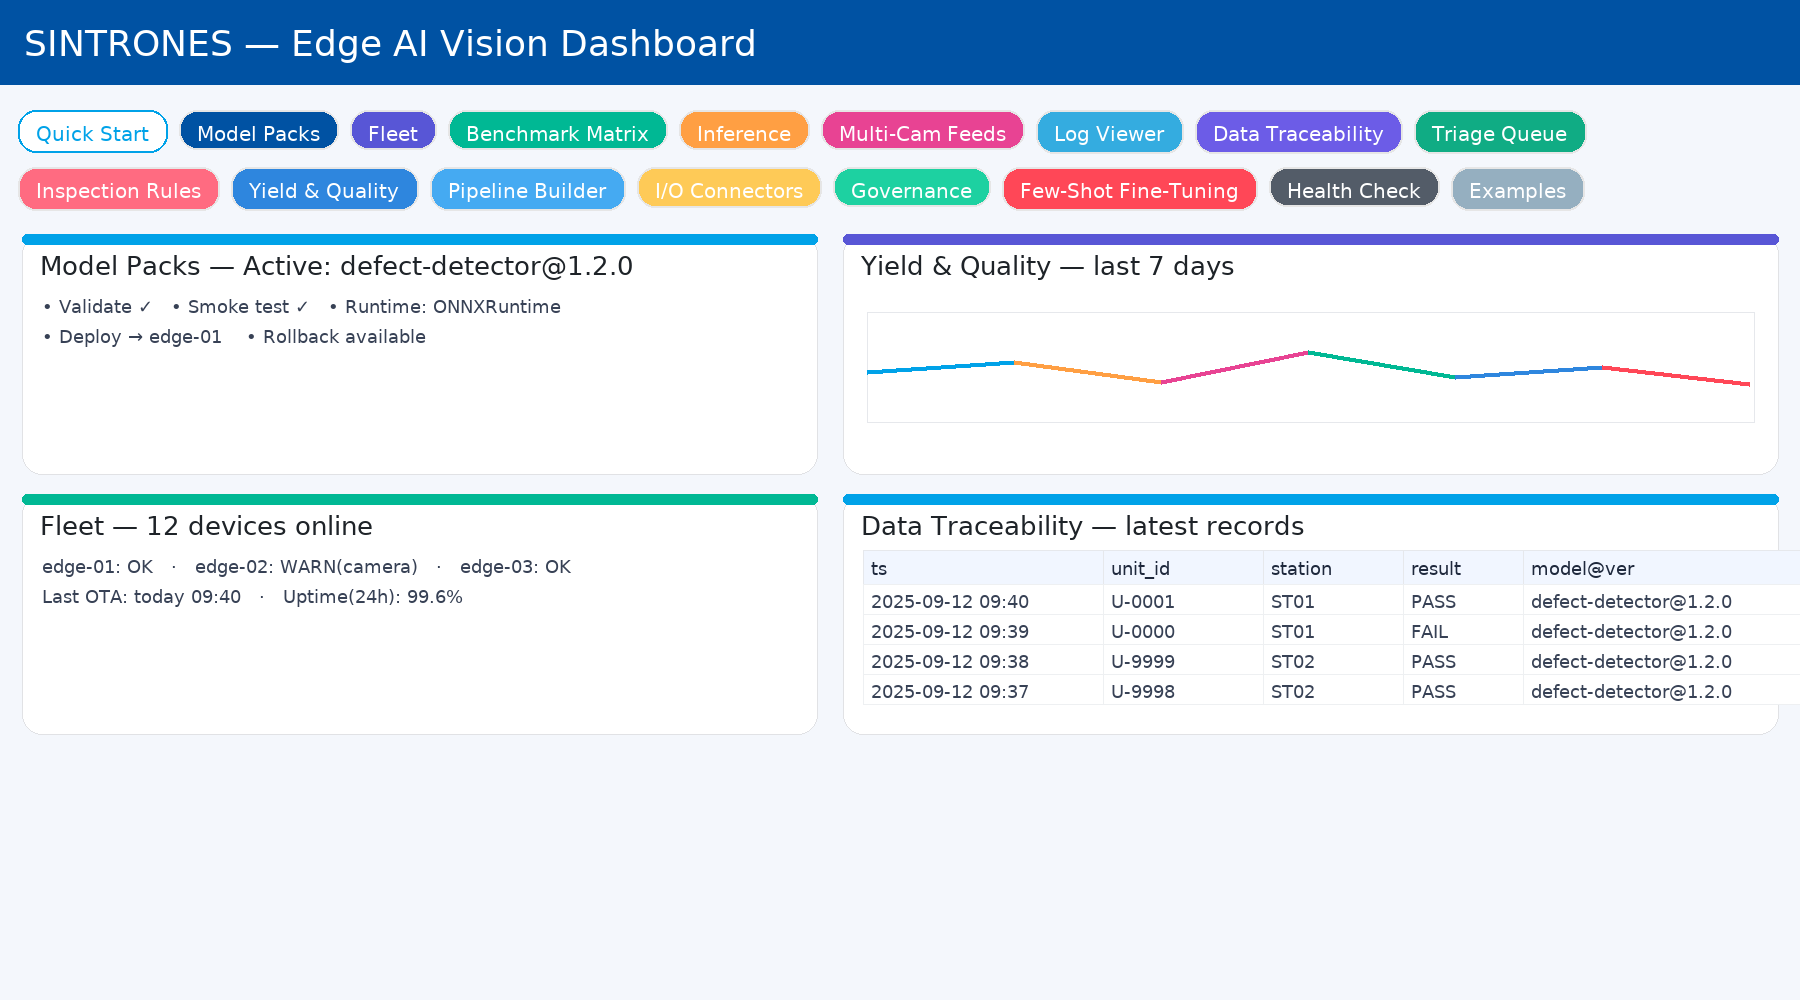 SINTRONES — Edge AI Vision Dashboard
Quick Start Model Packs Fleet Benchmark Matrix Inference Multi-Cam Feeds Log Viewer Data Traceability Triage Queue
Inspection Rules Yield & Quality Pipeline Builder I/O Connectors Governance Few-Shot Fine-Tuning Health Check Examples
Model Packs — Active: defect-detector@1.2.0
• Validate ✓ • Smoke test ✓ • Runtime: ONNXRuntime
• Deploy → edge-01 • Rollback available
Yield & Quality — last 7 days
Fleet — 12 devices online
edge-01: OK · edge-02: WARN(camera) · edge-03: OK
Last OTA: today 09:40 · Uptime(24h): 99.6%
Data Traceability — latest records
ts unit_id station result model@ver
2025-09-12 09:40 U-0001 ST01 PASS defect-detector@1.2.0
2025-09-12 09:39 U-0000 ST01 FAIL defect-detector@1.2.0
2025-09-12 09:38 U-9999 ST02 PASS defect-detector@1.2.0
2025-09-12 09:37 U-9998 ST02 PASS defect-detector@1.2.0